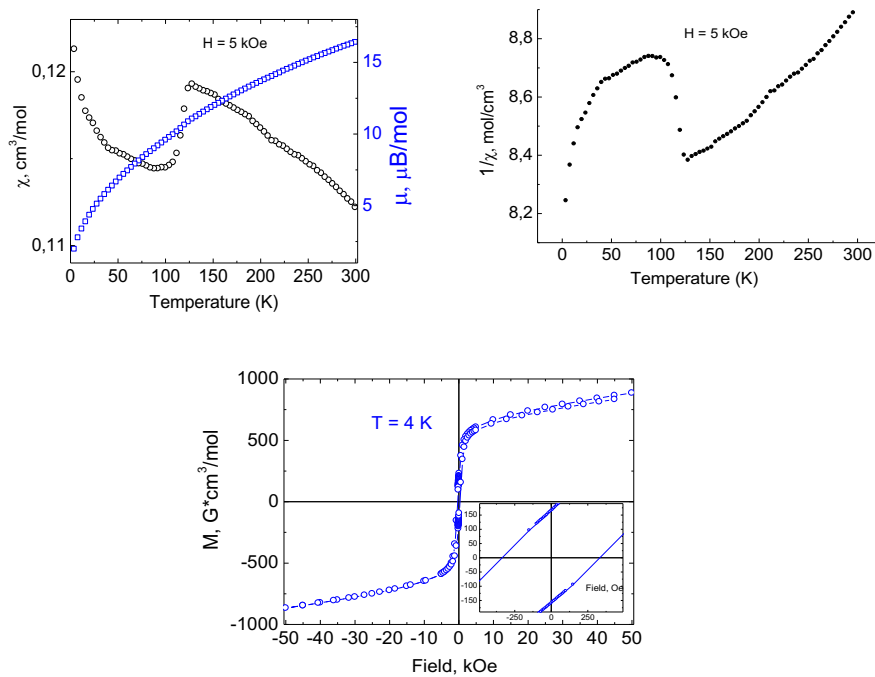 H = 5 kOe
χ, cm³/mol
0,12
0,11
μ, μB/mol
15
10
5
0 50 100 150 200 250 300
Temperature (K)
H = 5 kOe
1/χ, mol/cm³
8,8
8,6
8,4
8,2
0 50 100 150 200 250 300
Temperature (K)
T = 4 K
M, G*cm³/mol
1000
500
0
-500
-1000
-50 -40 -30 -20 -10 0 10 20 30 40 50
Field, kOe
150
100
50
0
-50
-100
-150
Field, Oe
-250 0 250